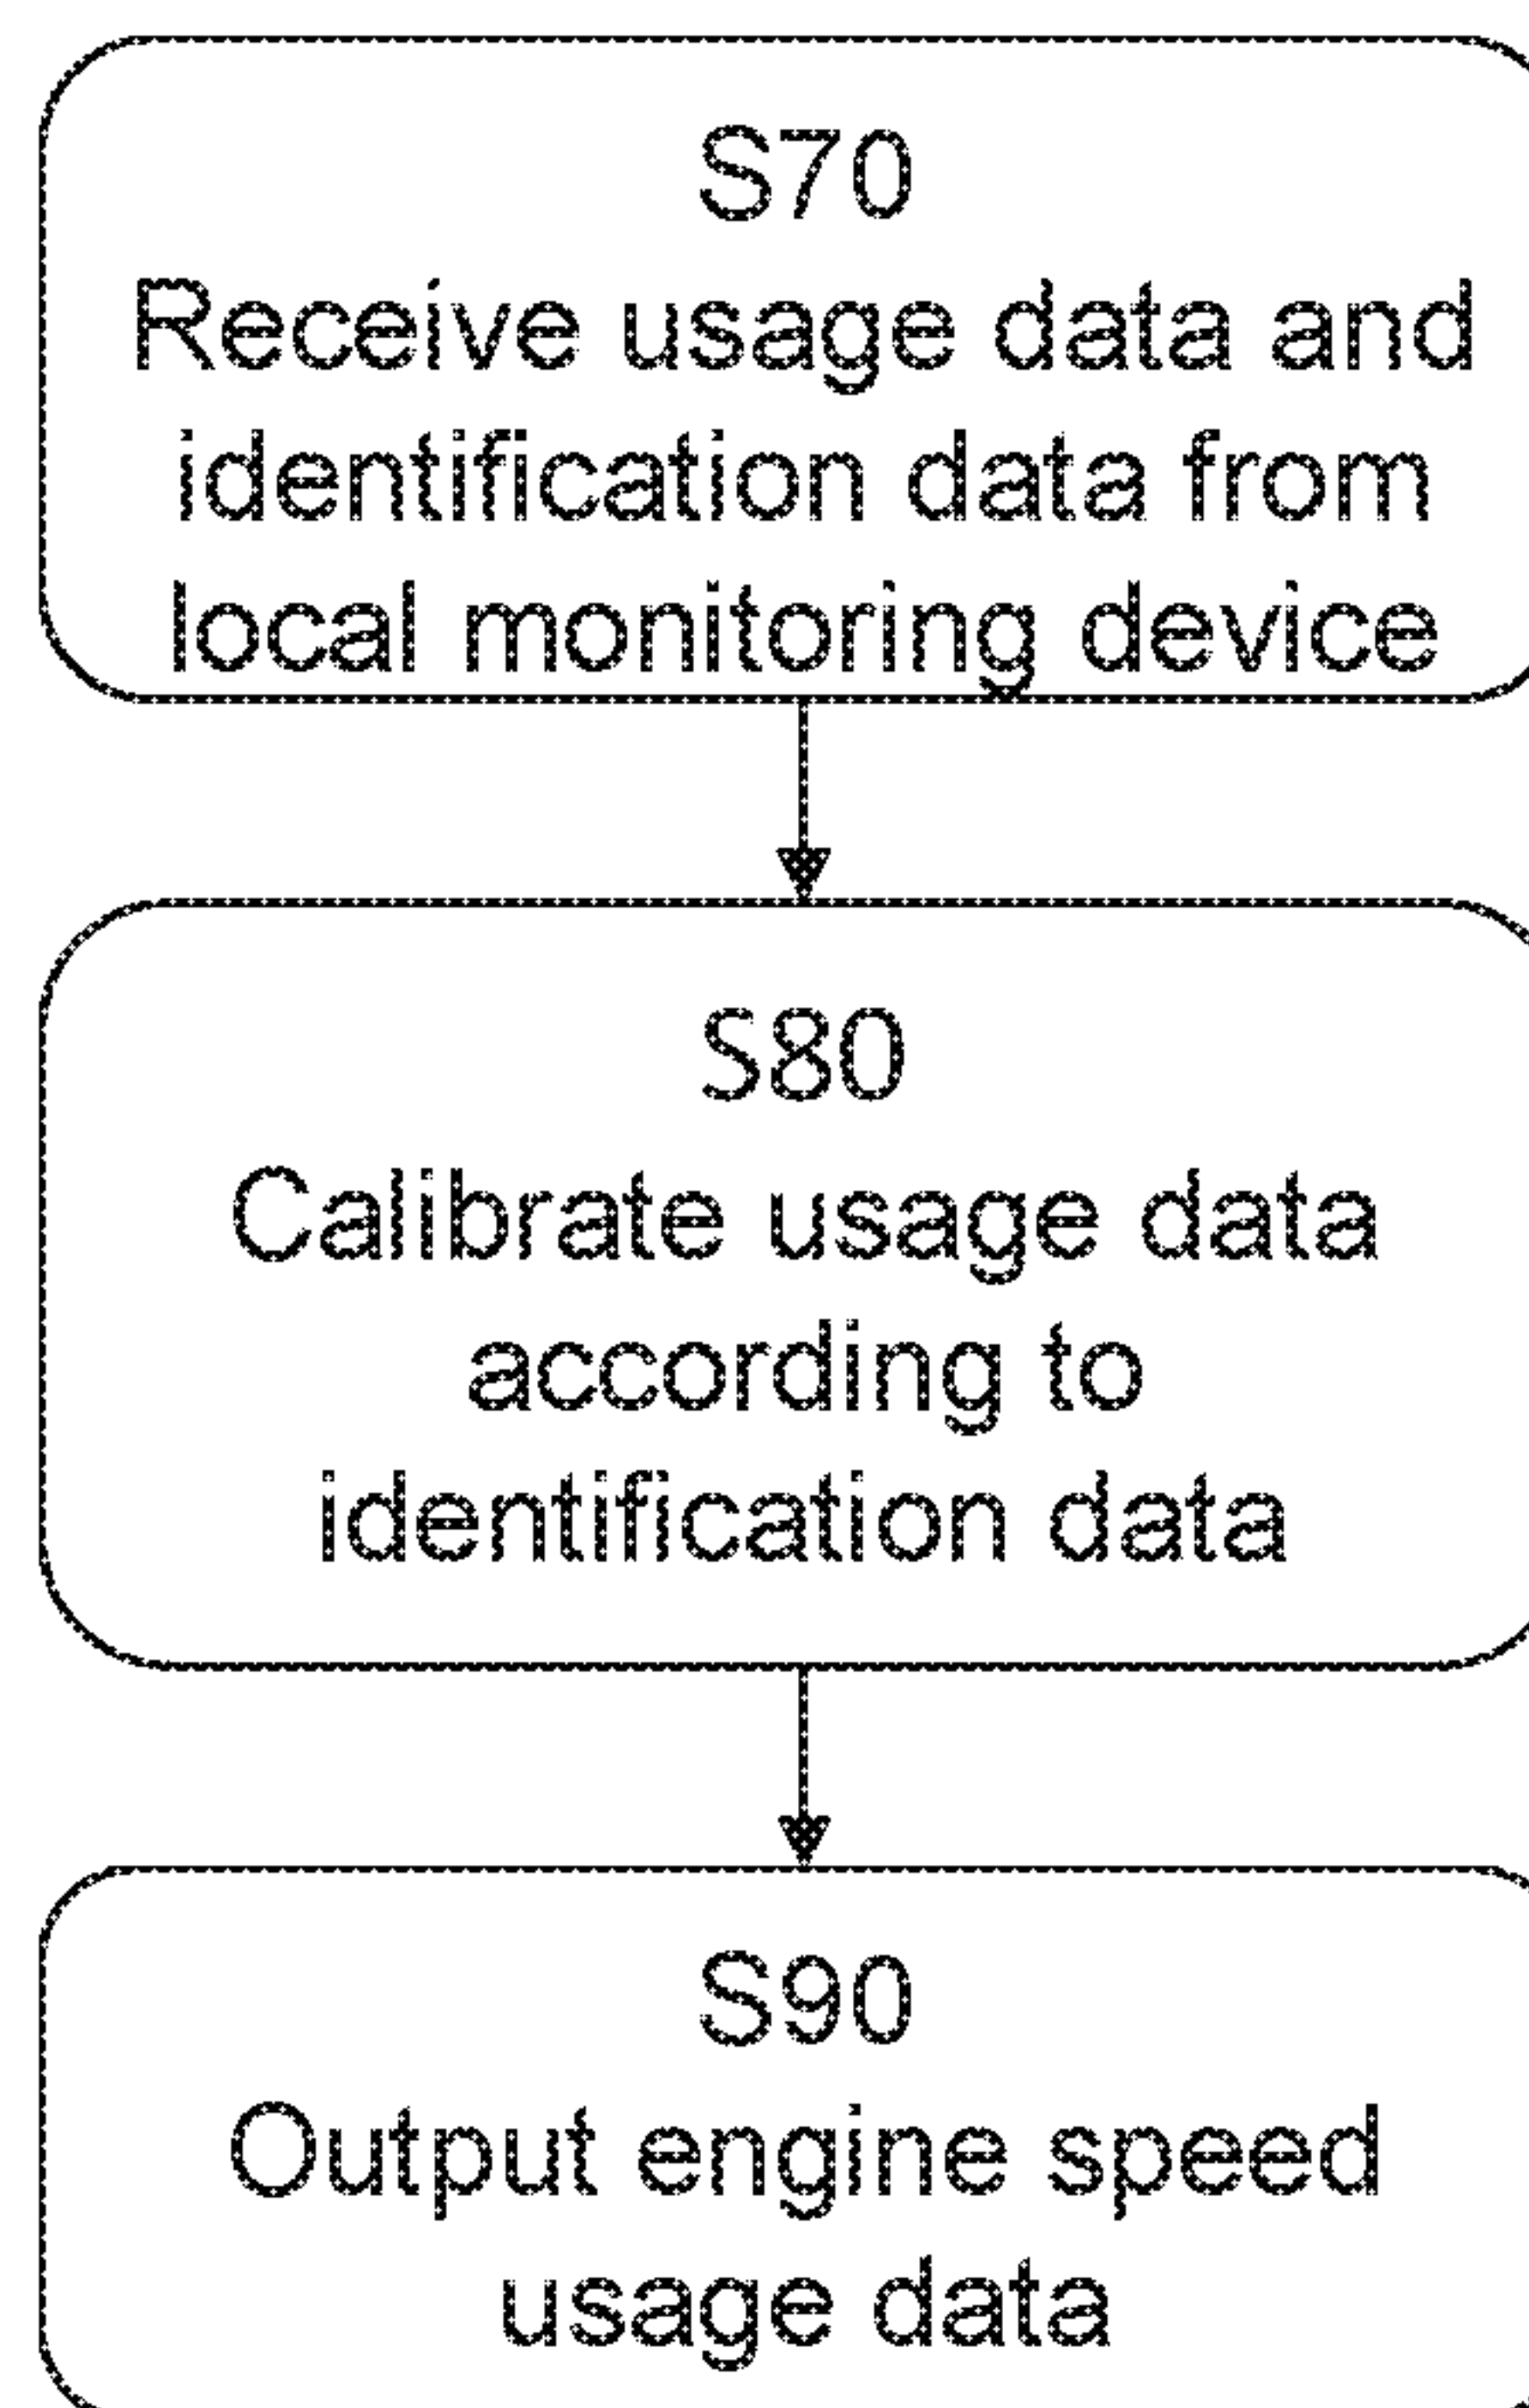 S70
Receive usage data and
identification data from
local monitoring device
S80
Calibrate usage data
according to
identification data
S90
Output engine speed
usage data